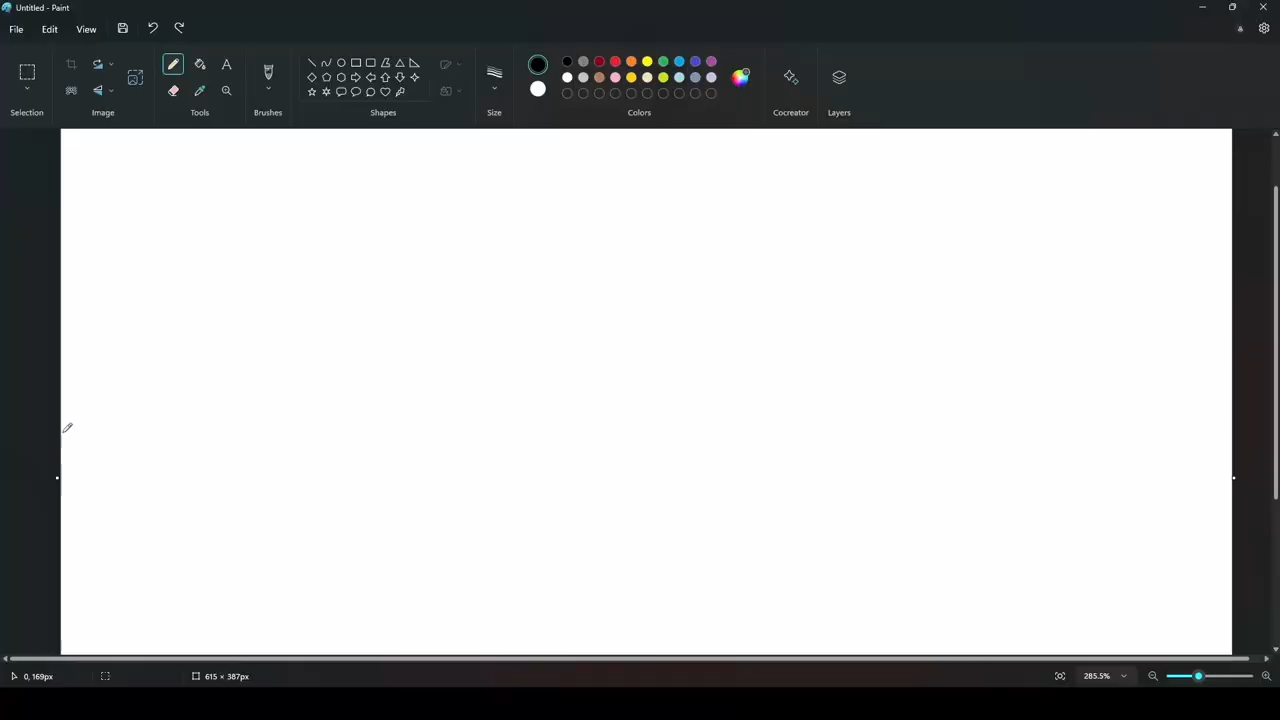 Untitled - Paint
File Edit View
Selection Image Tools Brushes Shapes Size Colors Cocreator Layers
0, 169px 615 × 387px 285.5%